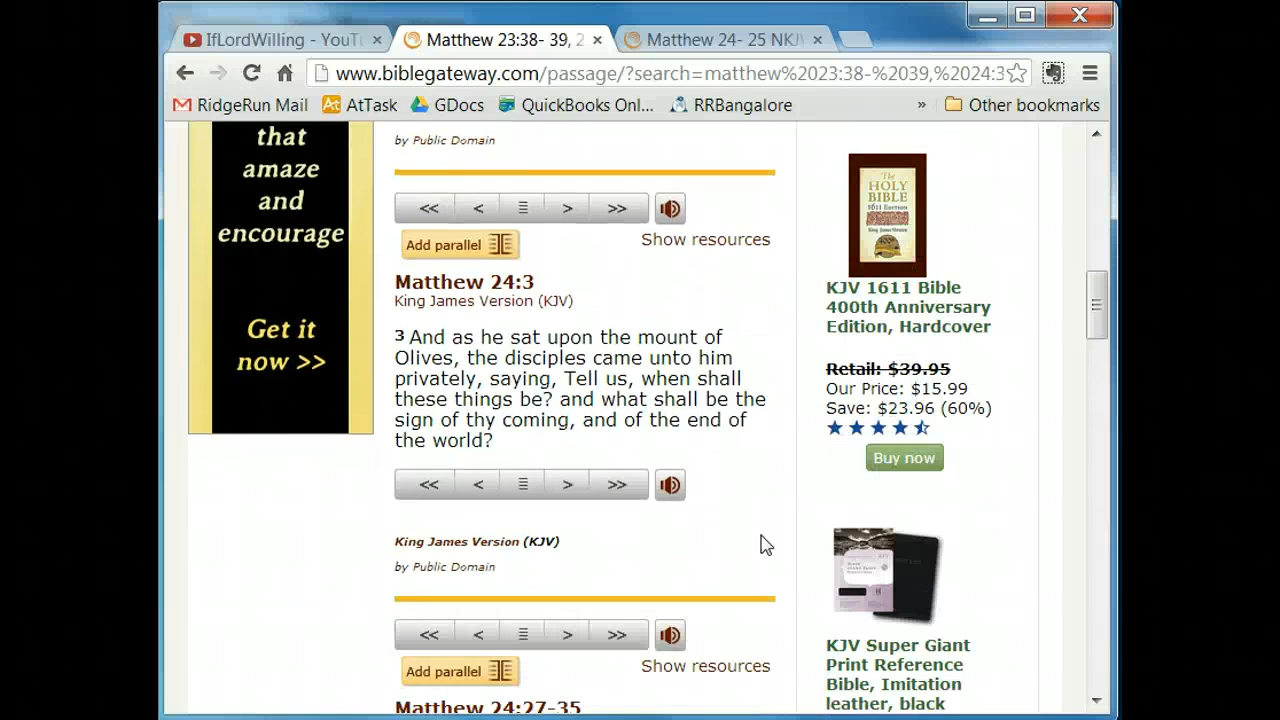 IfLordWilling - YouTu
Matthew 23:38- 39, 2
Matthew 24- 25 NKJV
www.biblegateway.com/passage/?search=matthew%2023:38-%2039,%2024:3
RidgeRun Mail
AtTask
GDocs
QuickBooks Onl...
RRBangalore
»
Other bookmarks
that
amaze
and
encourage
Get it
now >>
by Public Domain
<< < ≡ > >>
Add parallel
Show resources
Matthew 24:3
King James Version (KJV)
3 And as he sat upon the mount of
Olives, the disciples came unto him
privately, saying, Tell us, when shall
these things be? and what shall be the
sign of thy coming, and of the end of
the world?
<< < ≡ > >>
King James Version (KJV)
by Public Domain
<< < ≡ > >>
Add parallel
Show resources
Matthew 24:27-35
The
HOLY
BIBLE
1611 EDITION
KJV 1611 Bible
400th Anniversary
Edition, Hardcover
Retail: $39.95
Our Price: $15.99
Save: $23.96 (60%)
Buy now
KJV Super Giant
Print Reference
Bible, Imitation
leather, black